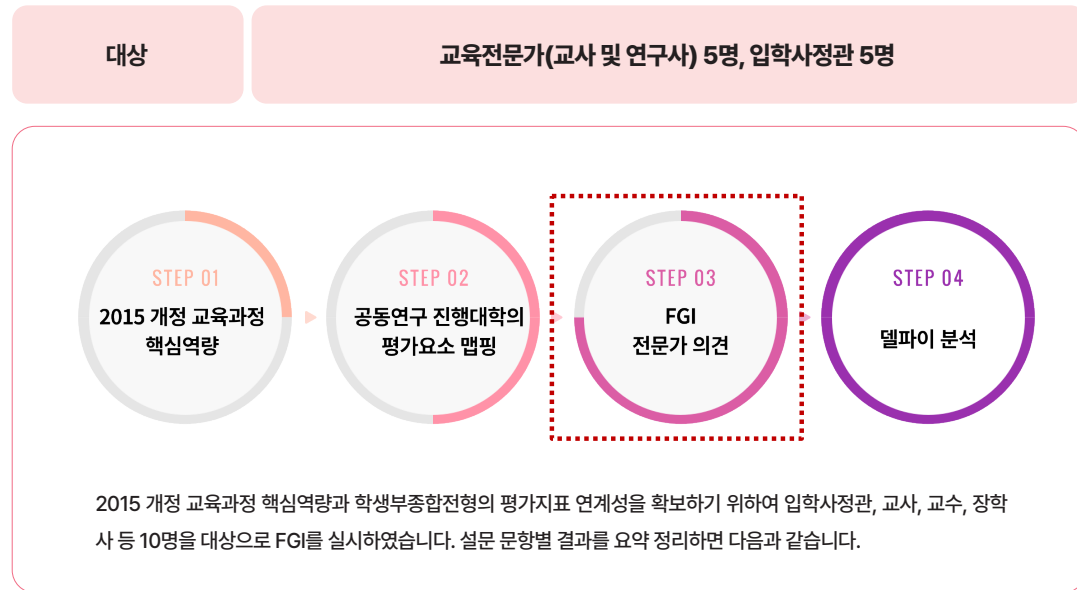 대상
교육전문가(교사 및 연구사) 5명, 입학사정관 5명
STEP 01
2015 개정 교육과정
핵심역량
STEP 02
공동연구 진행대학의
평가요소 맵핑
STEP 03
FGI
전문가 의견
STEP 04
델파이 분석
2015 개정 교육과정 핵심역량과 학생부종합전형의 평가지표 연계성을 확보하기 위하여 입학사정관, 교사, 교수, 장학
사 등 10명을 대상으로 FGI를 실시하였습니다. 설문 문항별 결과를 요약 정리하면 다음과 같습니다.